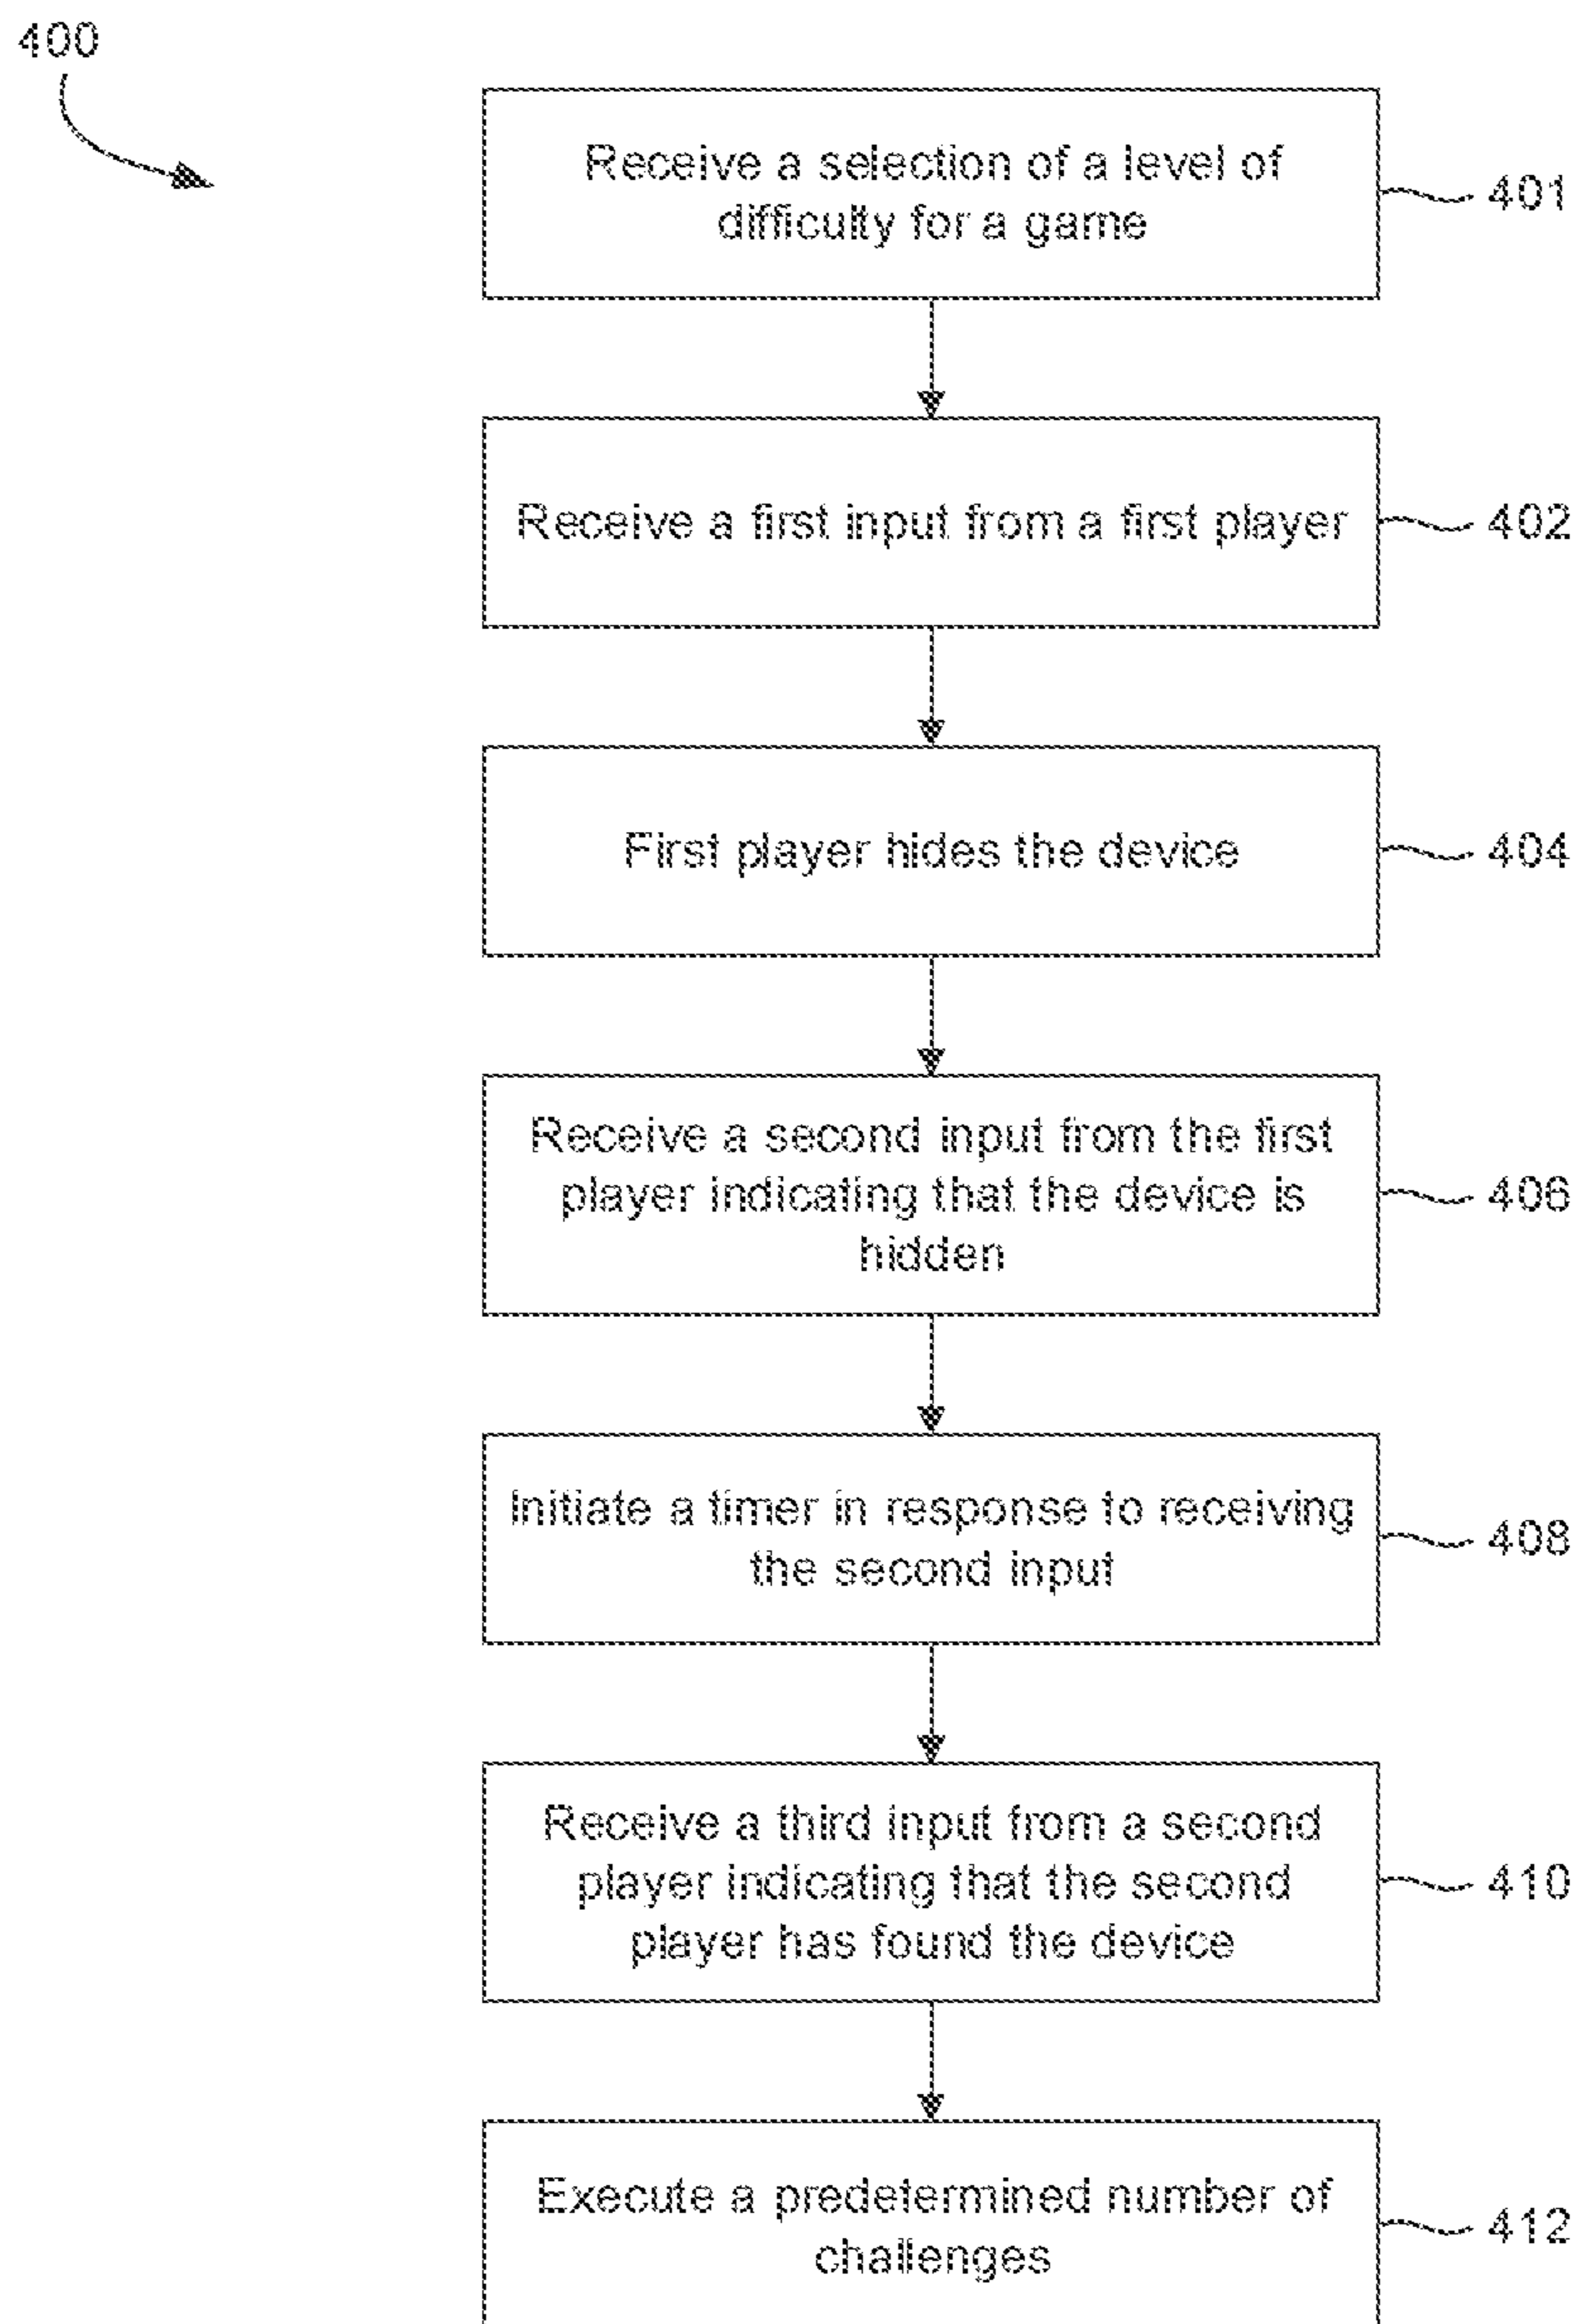 400
Receive a selection of a level of
difficulty for a game
401
Receive a first input from a first player
402
First player hides the device
404
Receive a second input from the first
player indicating that the device is
hidden
406
Initiate a timer in response to receiving
the second input
408
Receive a third input from a second
player indicating that the second
player has found the device
410
Execute a predetermined number of
challenges
412